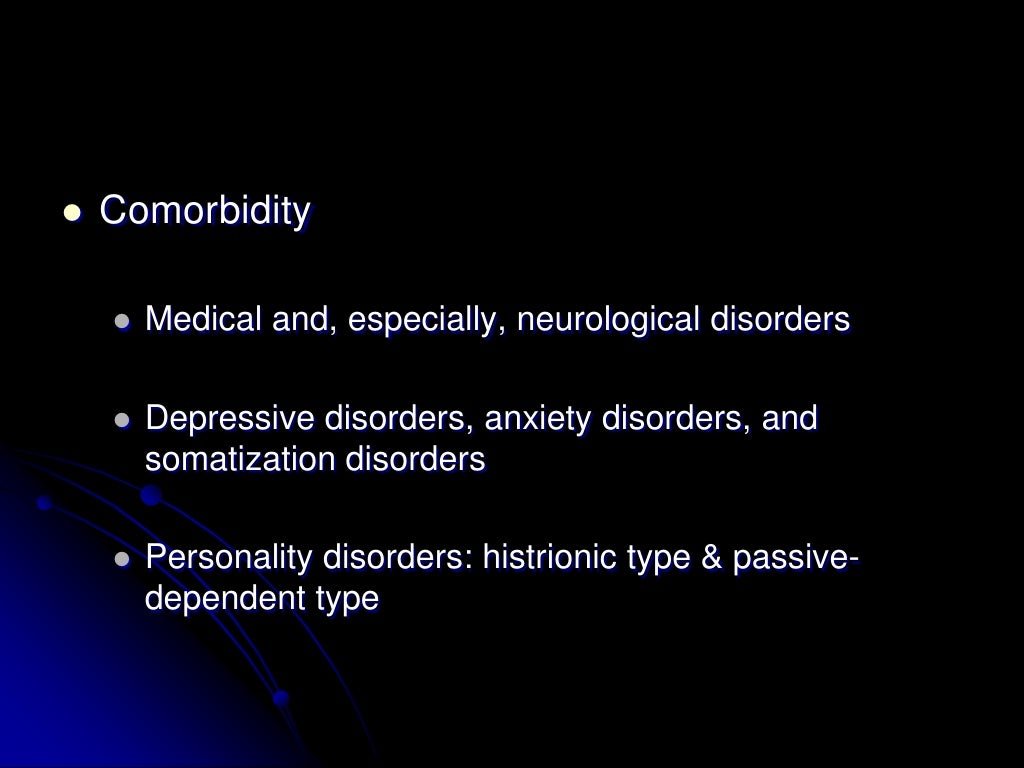 Comorbidity
Medical and, especially, neurological disorders
Depressive disorders, anxiety disorders, and
somatization disorders
Personality disorders: histrionic type & passive-
dependent type